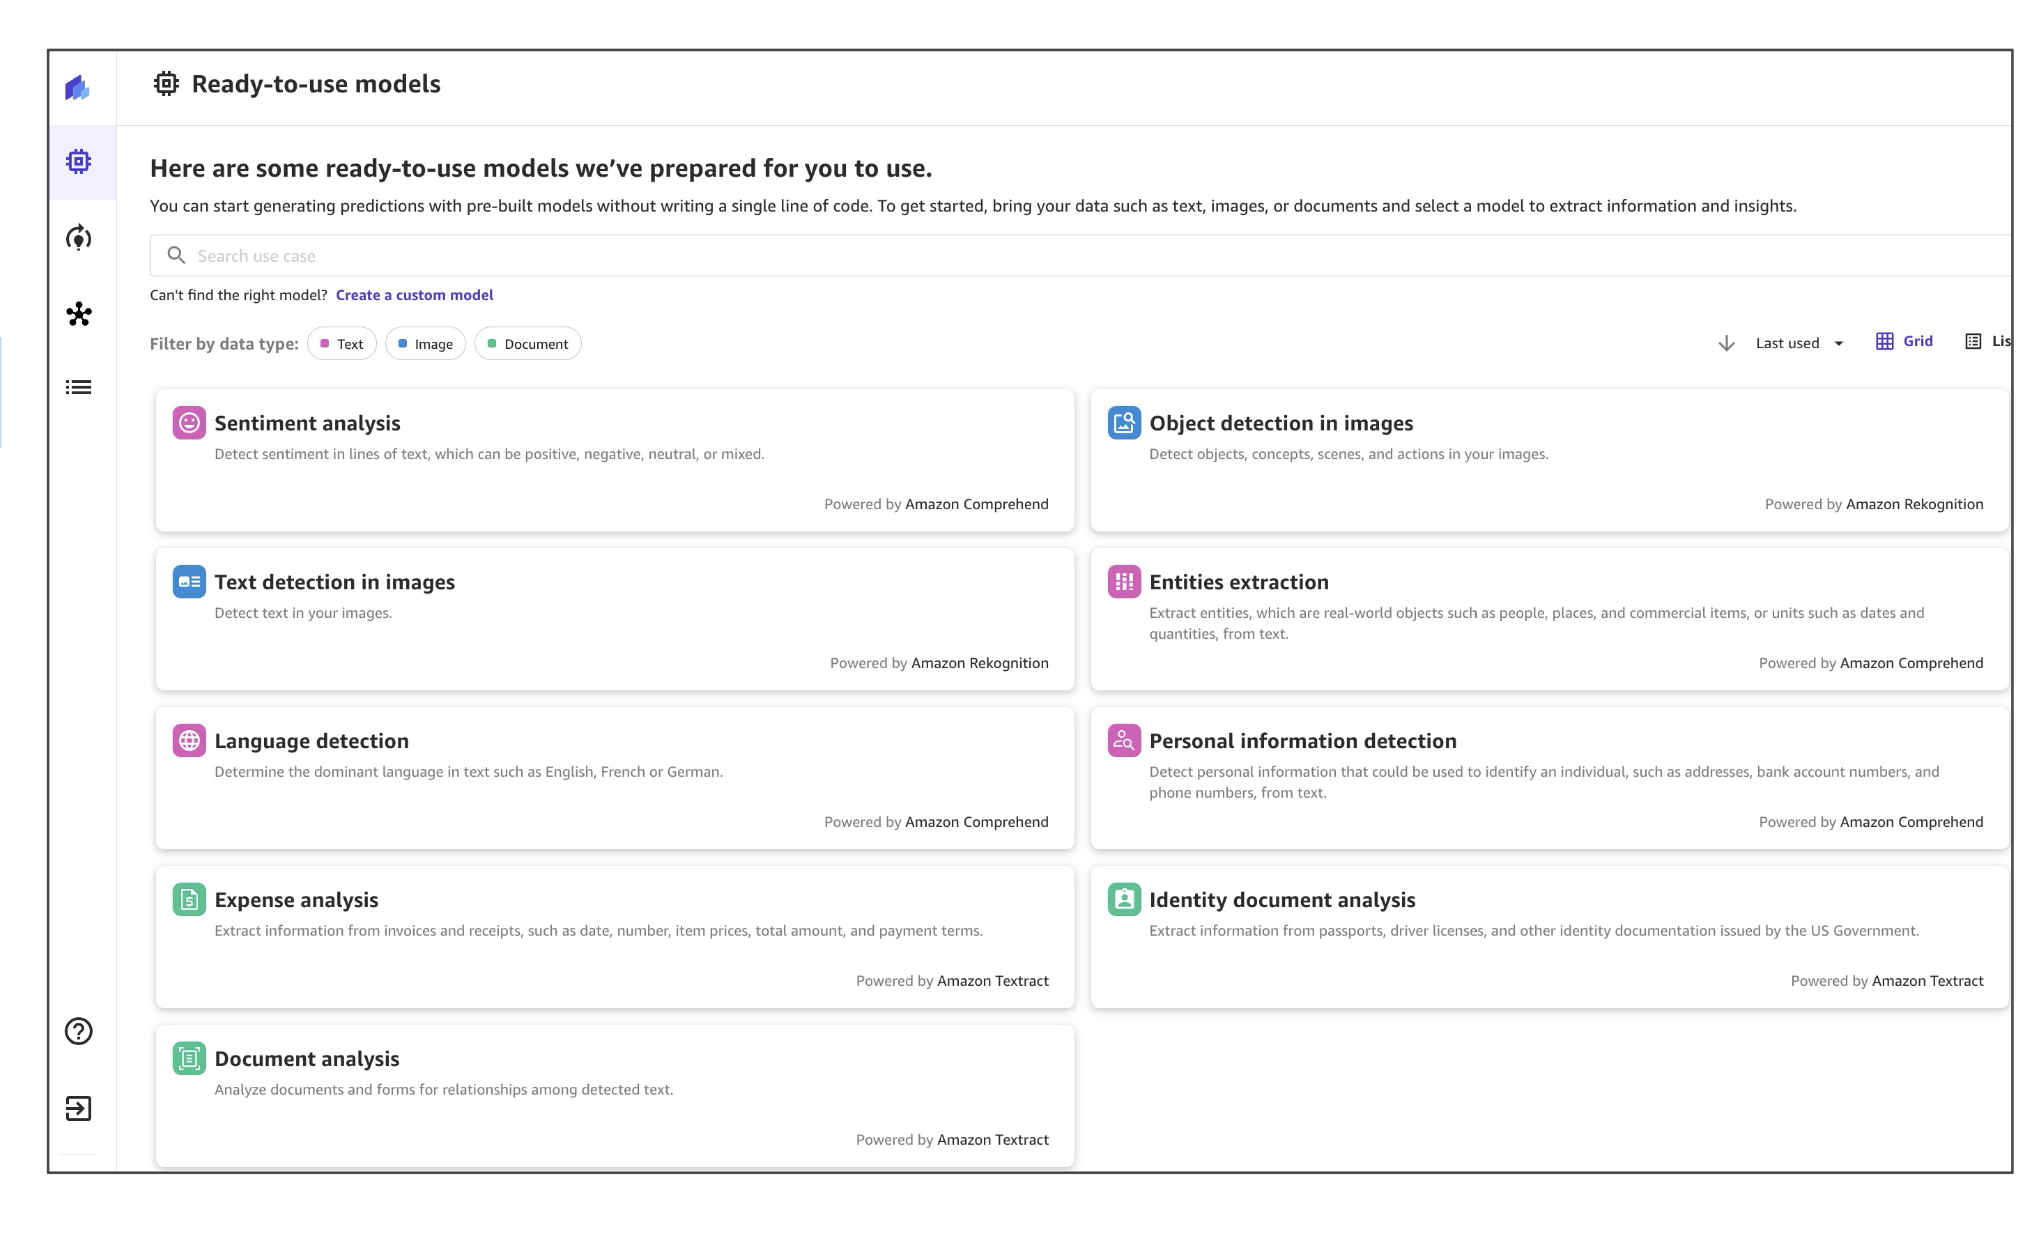 Ready-to-use models
Here are some ready-to-use models we’ve prepared for you to use.
You can start generating predictions with pre-built models without writing a single line of code. To get started, bring your data such as text, images, or documents and select a model to extract information and insights.
Search use case
Can't find the right model? Create a custom model
Filter by data type: Text Image Document
Last used Grid Lis
Sentiment analysis
Detect sentiment in lines of text, which can be positive, negative, neutral, or mixed.
Powered by Amazon Comprehend
Object detection in images
Detect objects, concepts, scenes, and actions in your images.
Powered by Amazon Rekognition
Text detection in images
Detect text in your images.
Powered by Amazon Rekognition
Entities extraction
Extract entities, which are real-world objects such as people, places, and commercial items, or units such as dates and
quantities, from text.
Powered by Amazon Comprehend
Language detection
Determine the dominant language in text such as English, French or German.
Powered by Amazon Comprehend
Personal information detection
Detect personal information that could be used to identify an individual, such as addresses, bank account numbers, and
phone numbers, from text.
Powered by Amazon Comprehend
Expense analysis
Extract information from invoices and receipts, such as date, number, item prices, total amount, and payment terms.
Powered by Amazon Textract
Identity document analysis
Extract information from passports, driver licenses, and other identity documentation issued by the US Government.
Powered by Amazon Textract
Document analysis
Analyze documents and forms for relationships among detected text.
Powered by Amazon Textract